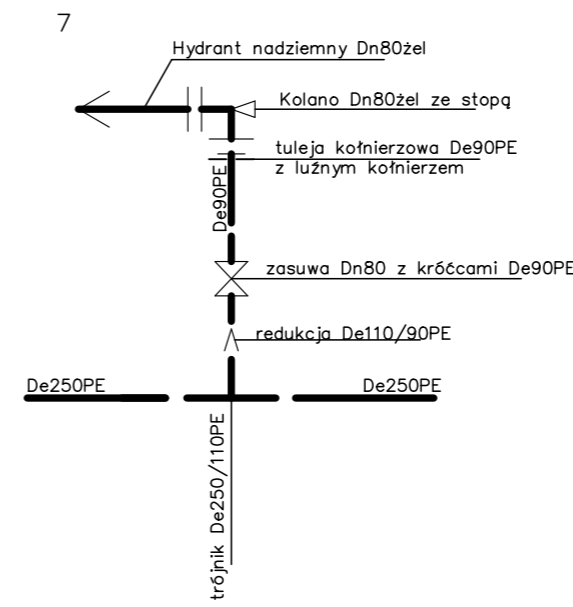 7
Hydrant nadziemny Dn80żel
Kolano Dn80żel ze stopą
tuleja kołnierzowa De90PE
z luźnym kołnierzem
De90PE
zasuwa Dn80 z króćcami De90PE
redukcja De110/90PE
De250PE
De250PE
trójnik De250/110PE